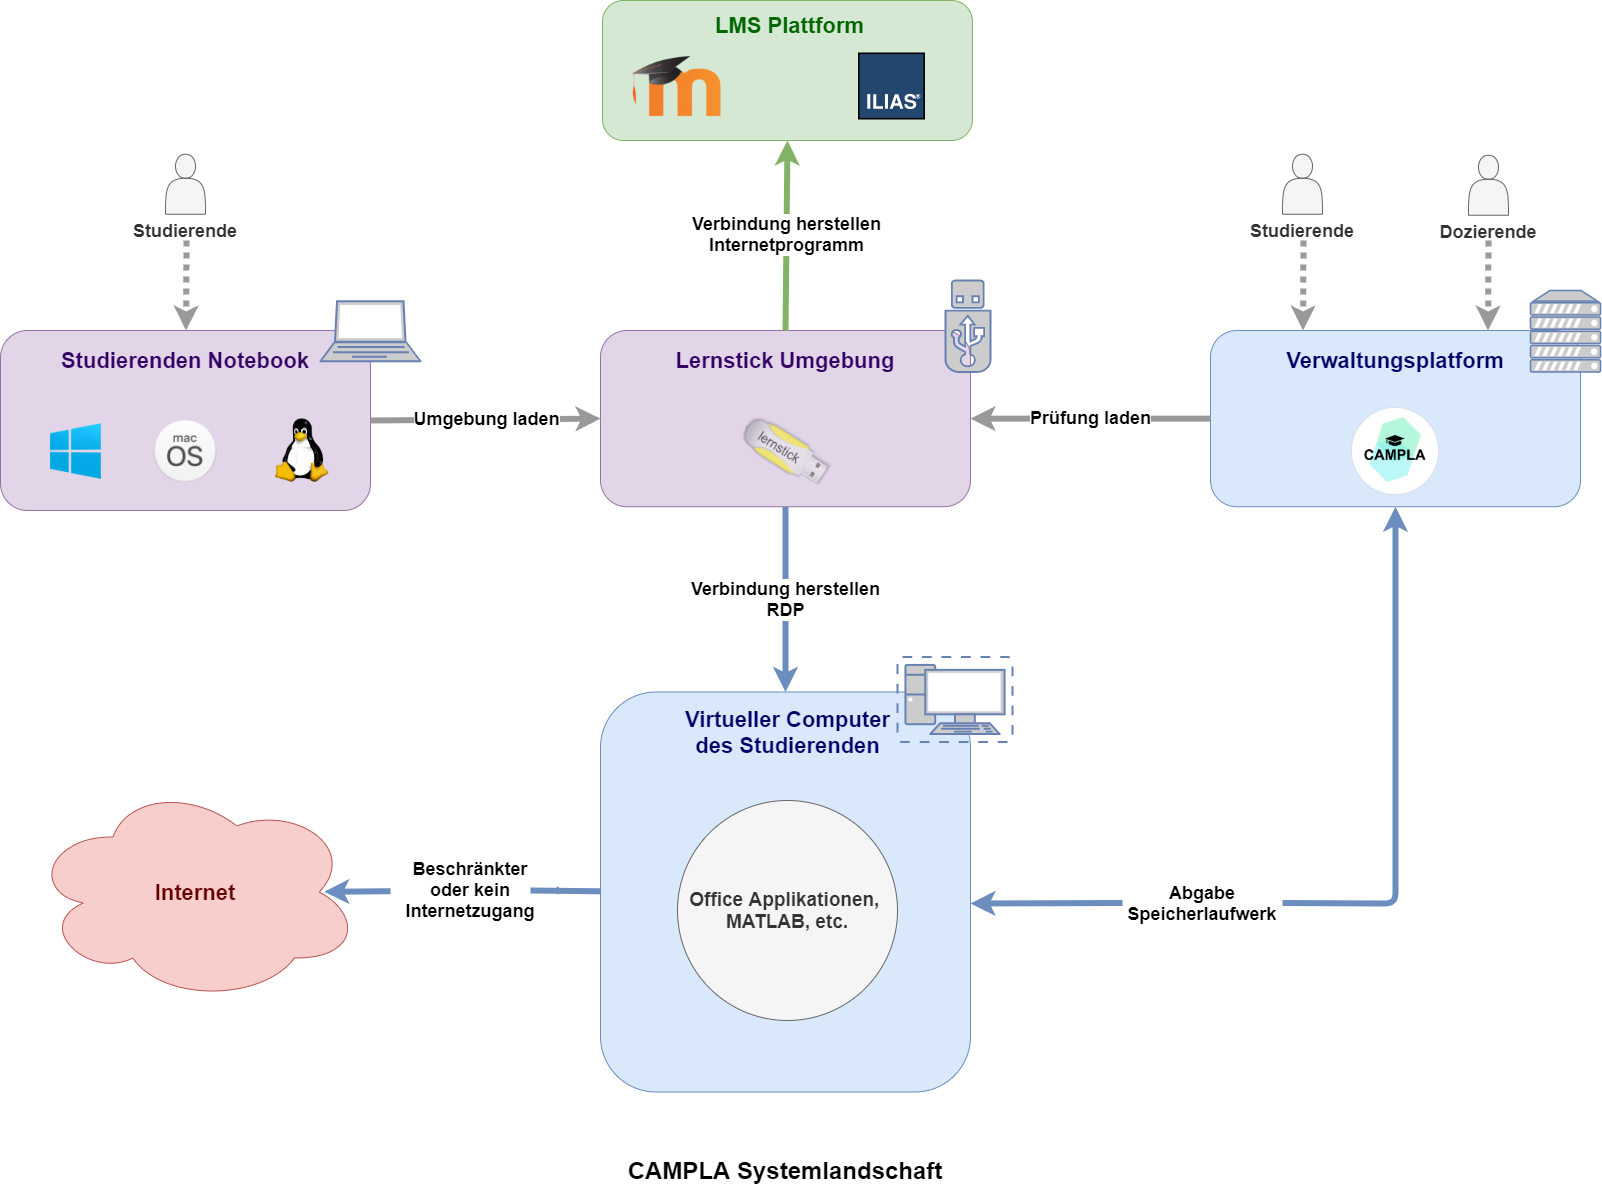 LMS Plattform
m
ILIAS®
Verbindung herstellen
Internetprogramm
Studierende
Studierende
Dozierende
Studierenden Notebook
mac
OS
Umgebung laden
Lernstick Umgebung
lernstick
Prüfung laden
Verwaltungsplatform
CAMPLA
Verbindung herstellen
RDP
Virtueller Computer
des Studierenden
Office Applikationen,
MATLAB, etc.
Internet
Beschränkter
oder kein
Internetzugang
Abgabe
Speicherlaufwerk
CAMPLA Systemlandschaft